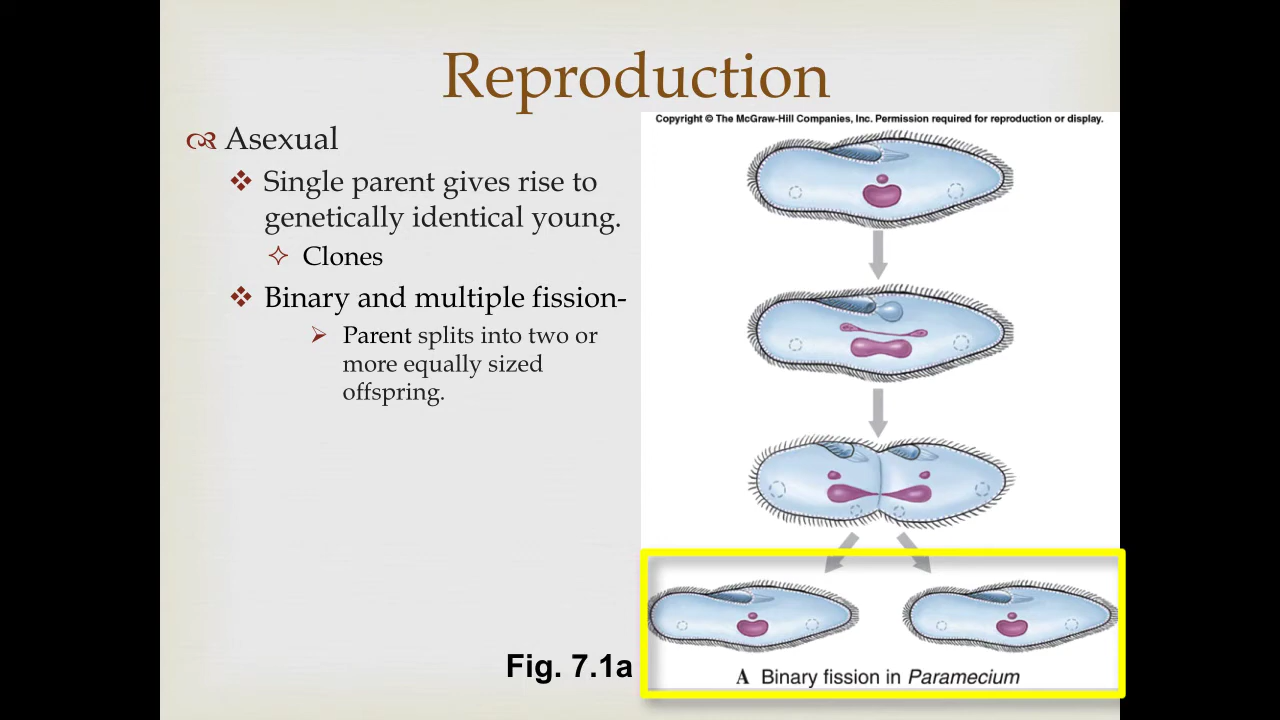 Reproduction
Copyright © The McGraw-Hill Companies, Inc. Permission required for reproduction or display.
Asexual
Single parent gives rise to
genetically identical young.
Clones
Binary and multiple fission-
Parent splits into two or
more equally sized
offspring.
Fig. 7.1a
A Binary fission in Paramecium